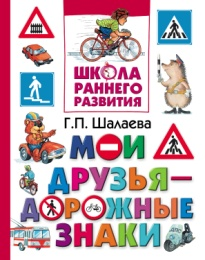 ШКОЛА
РАННЕГО
РАЗВИТИЯ
Г.П. Шалаева
МОИ
ДРУЗЬЯ–
ДОРОЖНЫЕ
ЗНАКИ